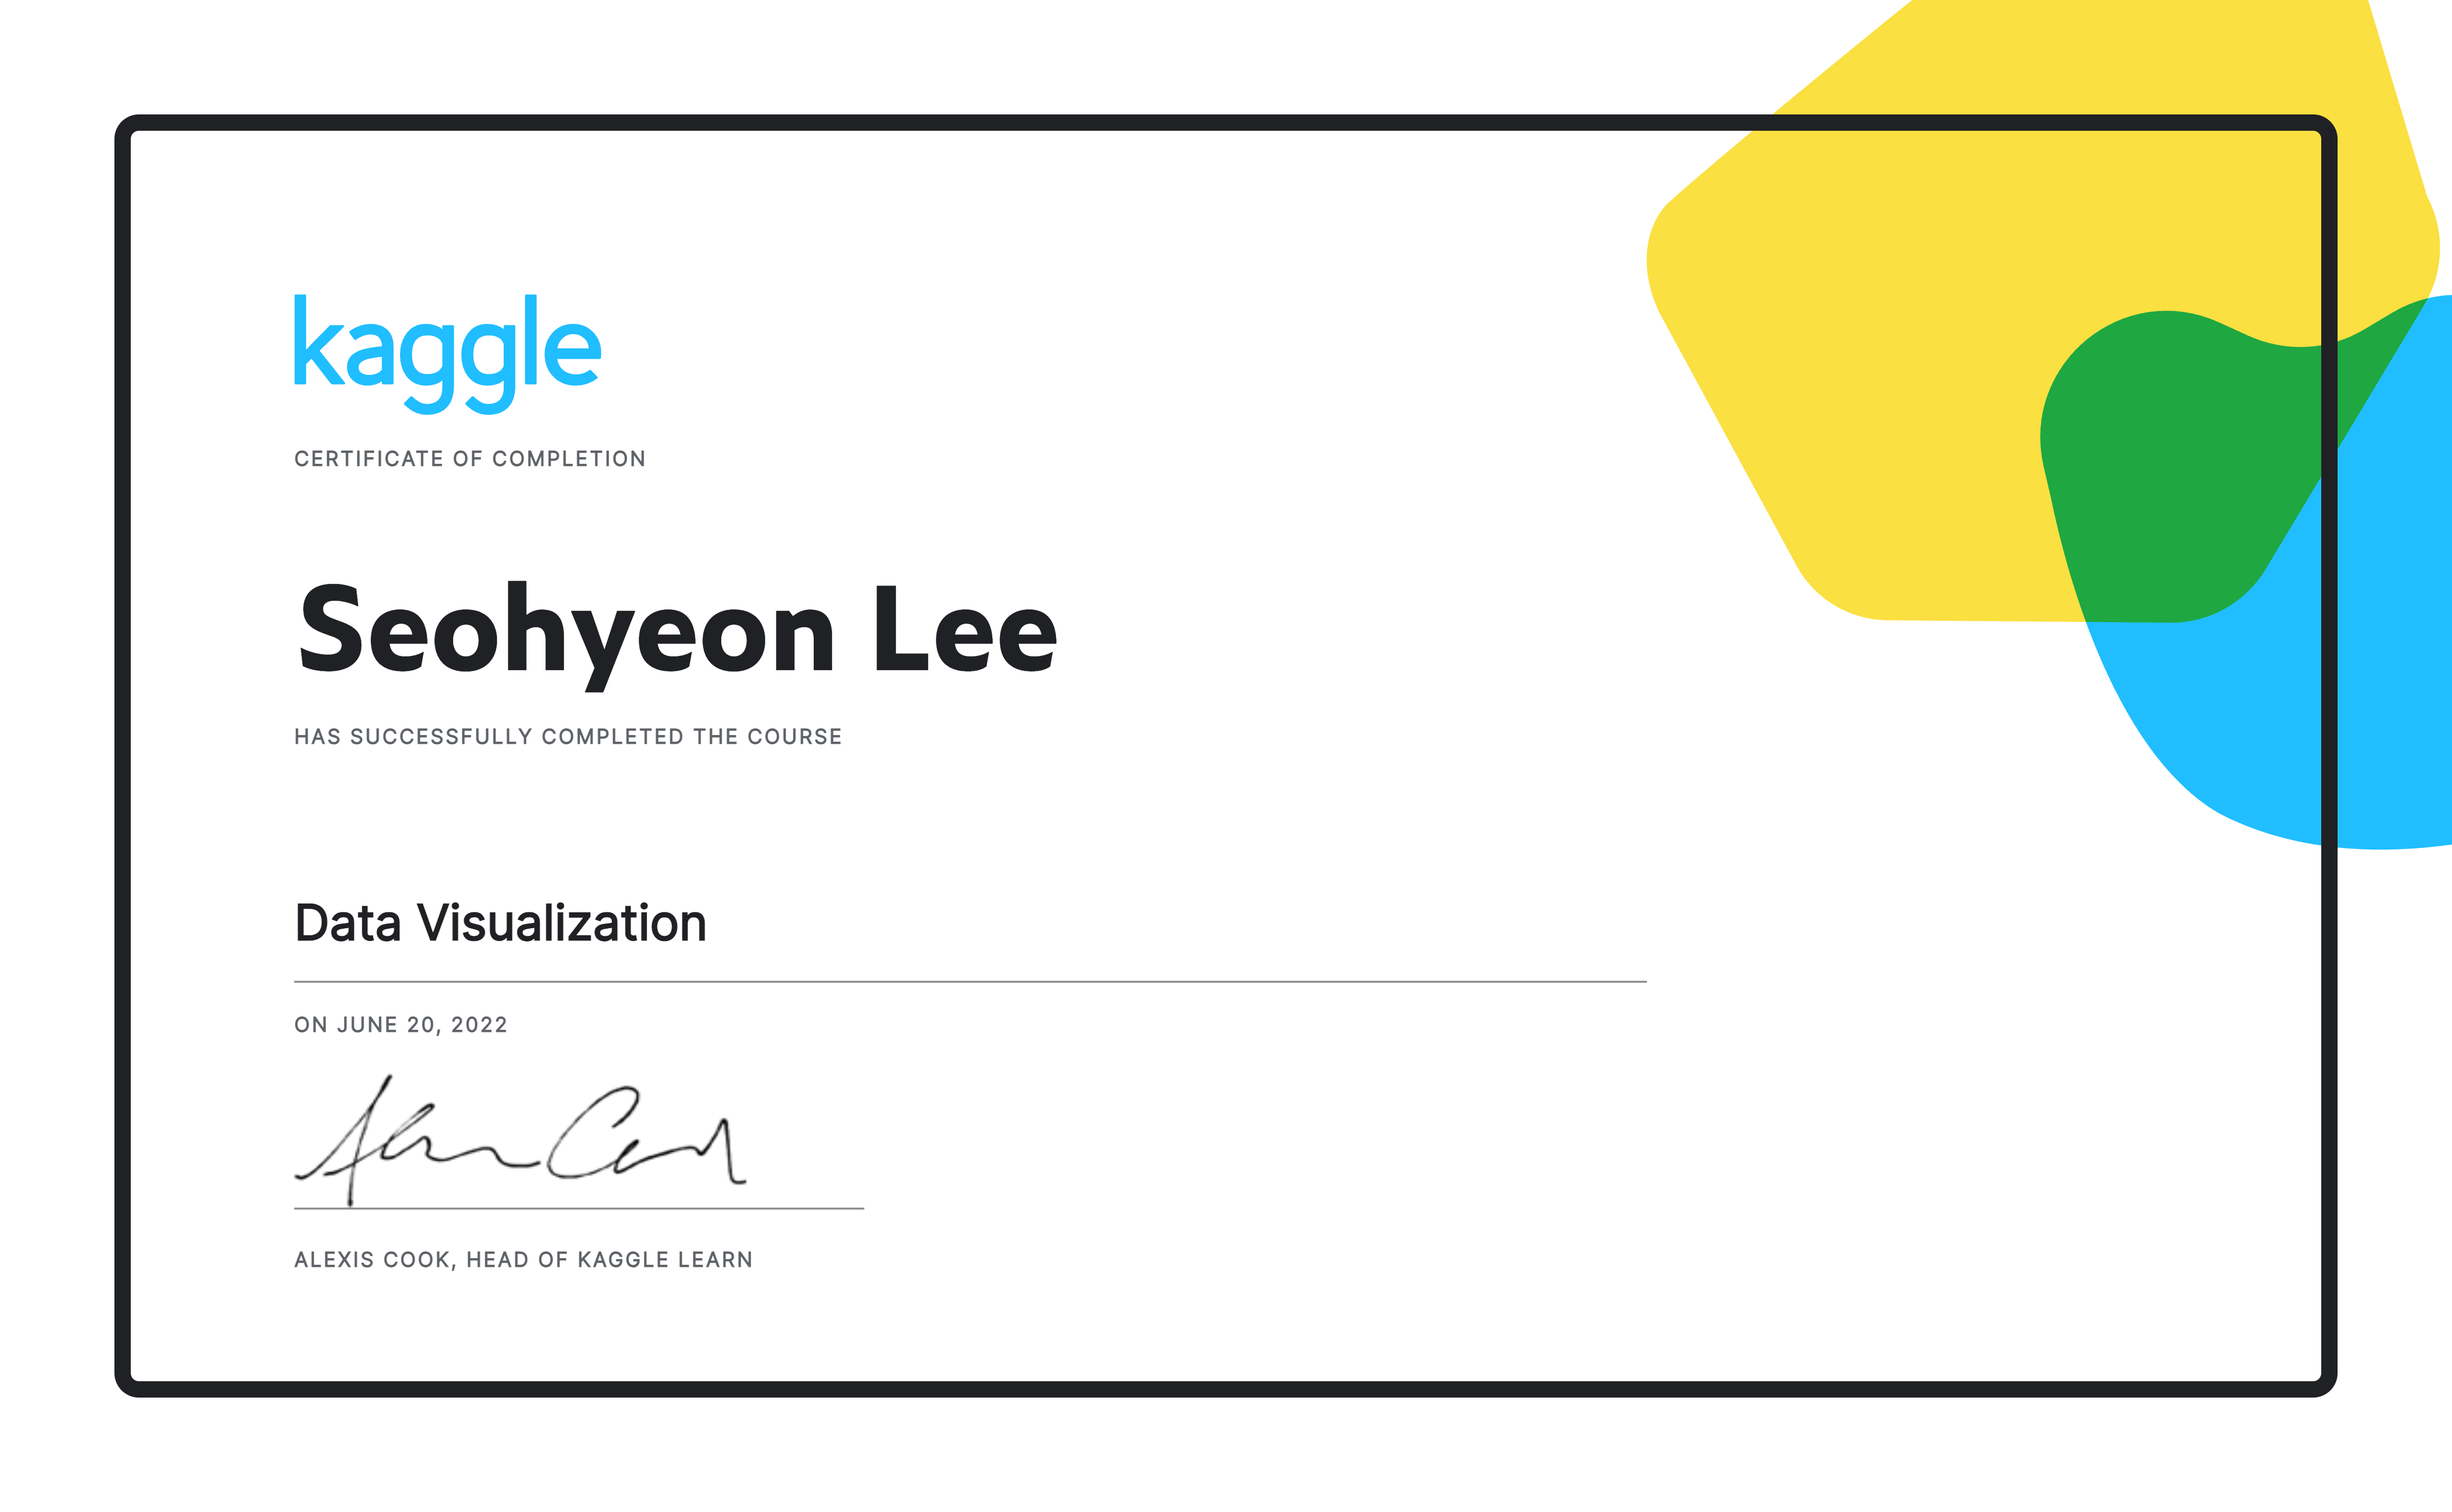 kaggle
CERTIFICATE OF COMPLETION
Seohyeon Lee
HAS SUCCESSFULLY COMPLETED THE COURSE
Data Visualization
ON JUNE 20, 2022
ALEXIS COOK, HEAD OF KAGGLE LEARN